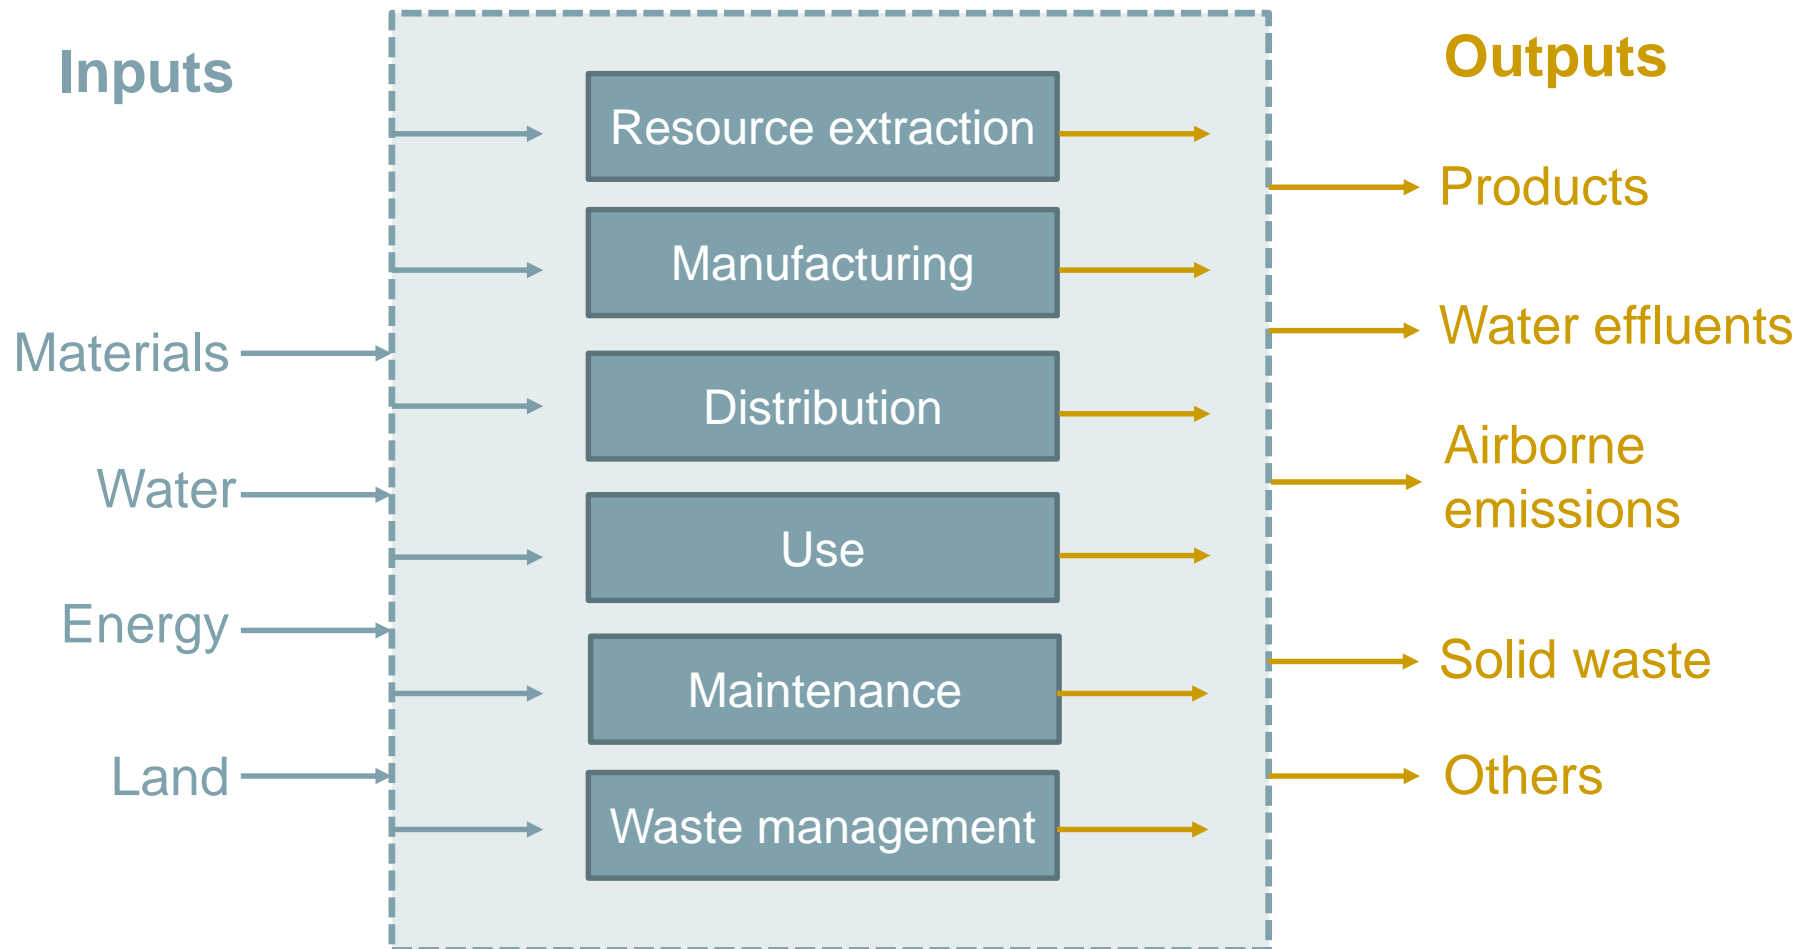 Inputs
Materials
Water
Energy
Land
Resource extraction
Manufacturing
Distribution
Use
Maintenance
Waste management
Outputs
Products
Water effluents
Airborne
emissions
Solid waste
Others